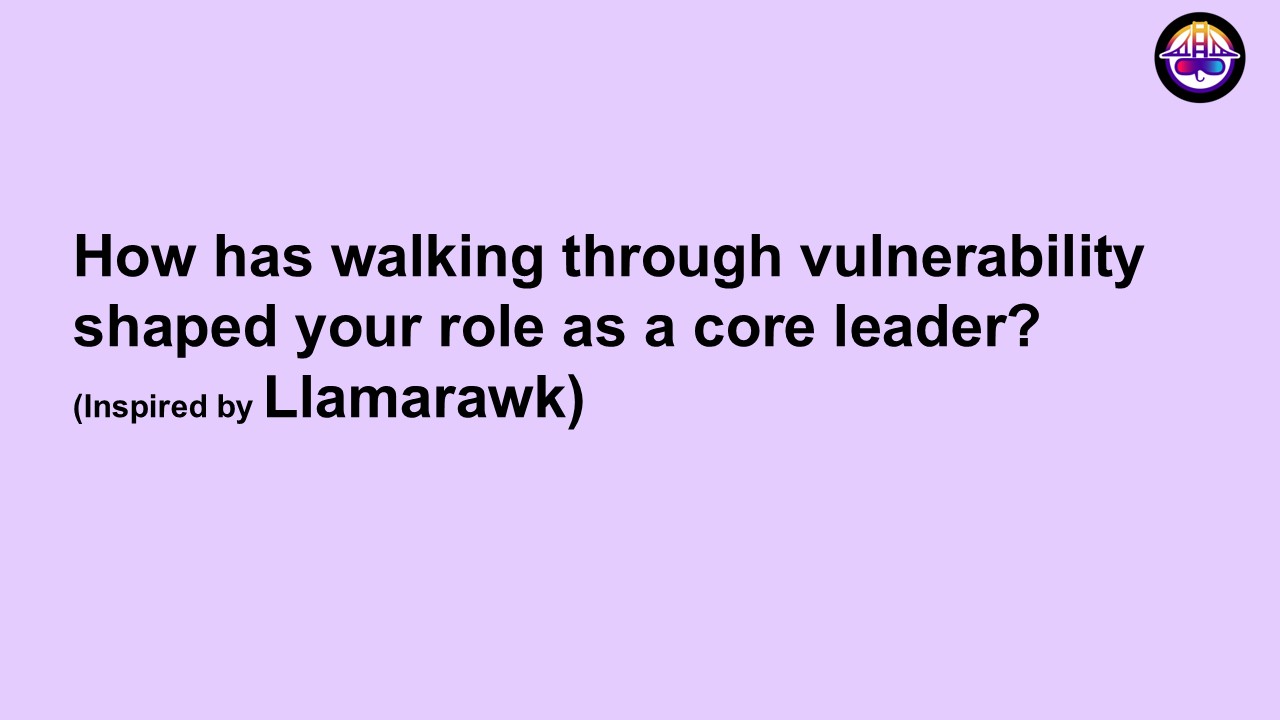 How has walking through vulnerability
shaped your role as a core leader?
(Inspired by Llamarawk)